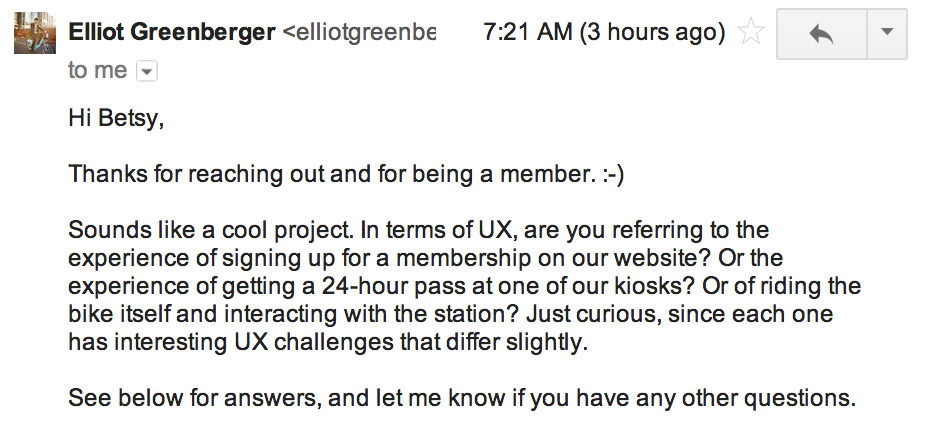 Elliot Greenberger <elliotgreenbe 7:21 AM (3 hours ago)
to me
Hi Betsy,
Thanks for reaching out and for being a member. :-)
Sounds like a cool project. In terms of UX, are you referring to the
experience of signing up for a membership on our website? Or the
experience of getting a 24-hour pass at one of our kiosks? Or of riding the
bike itself and interacting with the station? Just curious, since each one
has interesting UX challenges that differ slightly.
See below for answers, and let me know if you have any other questions.